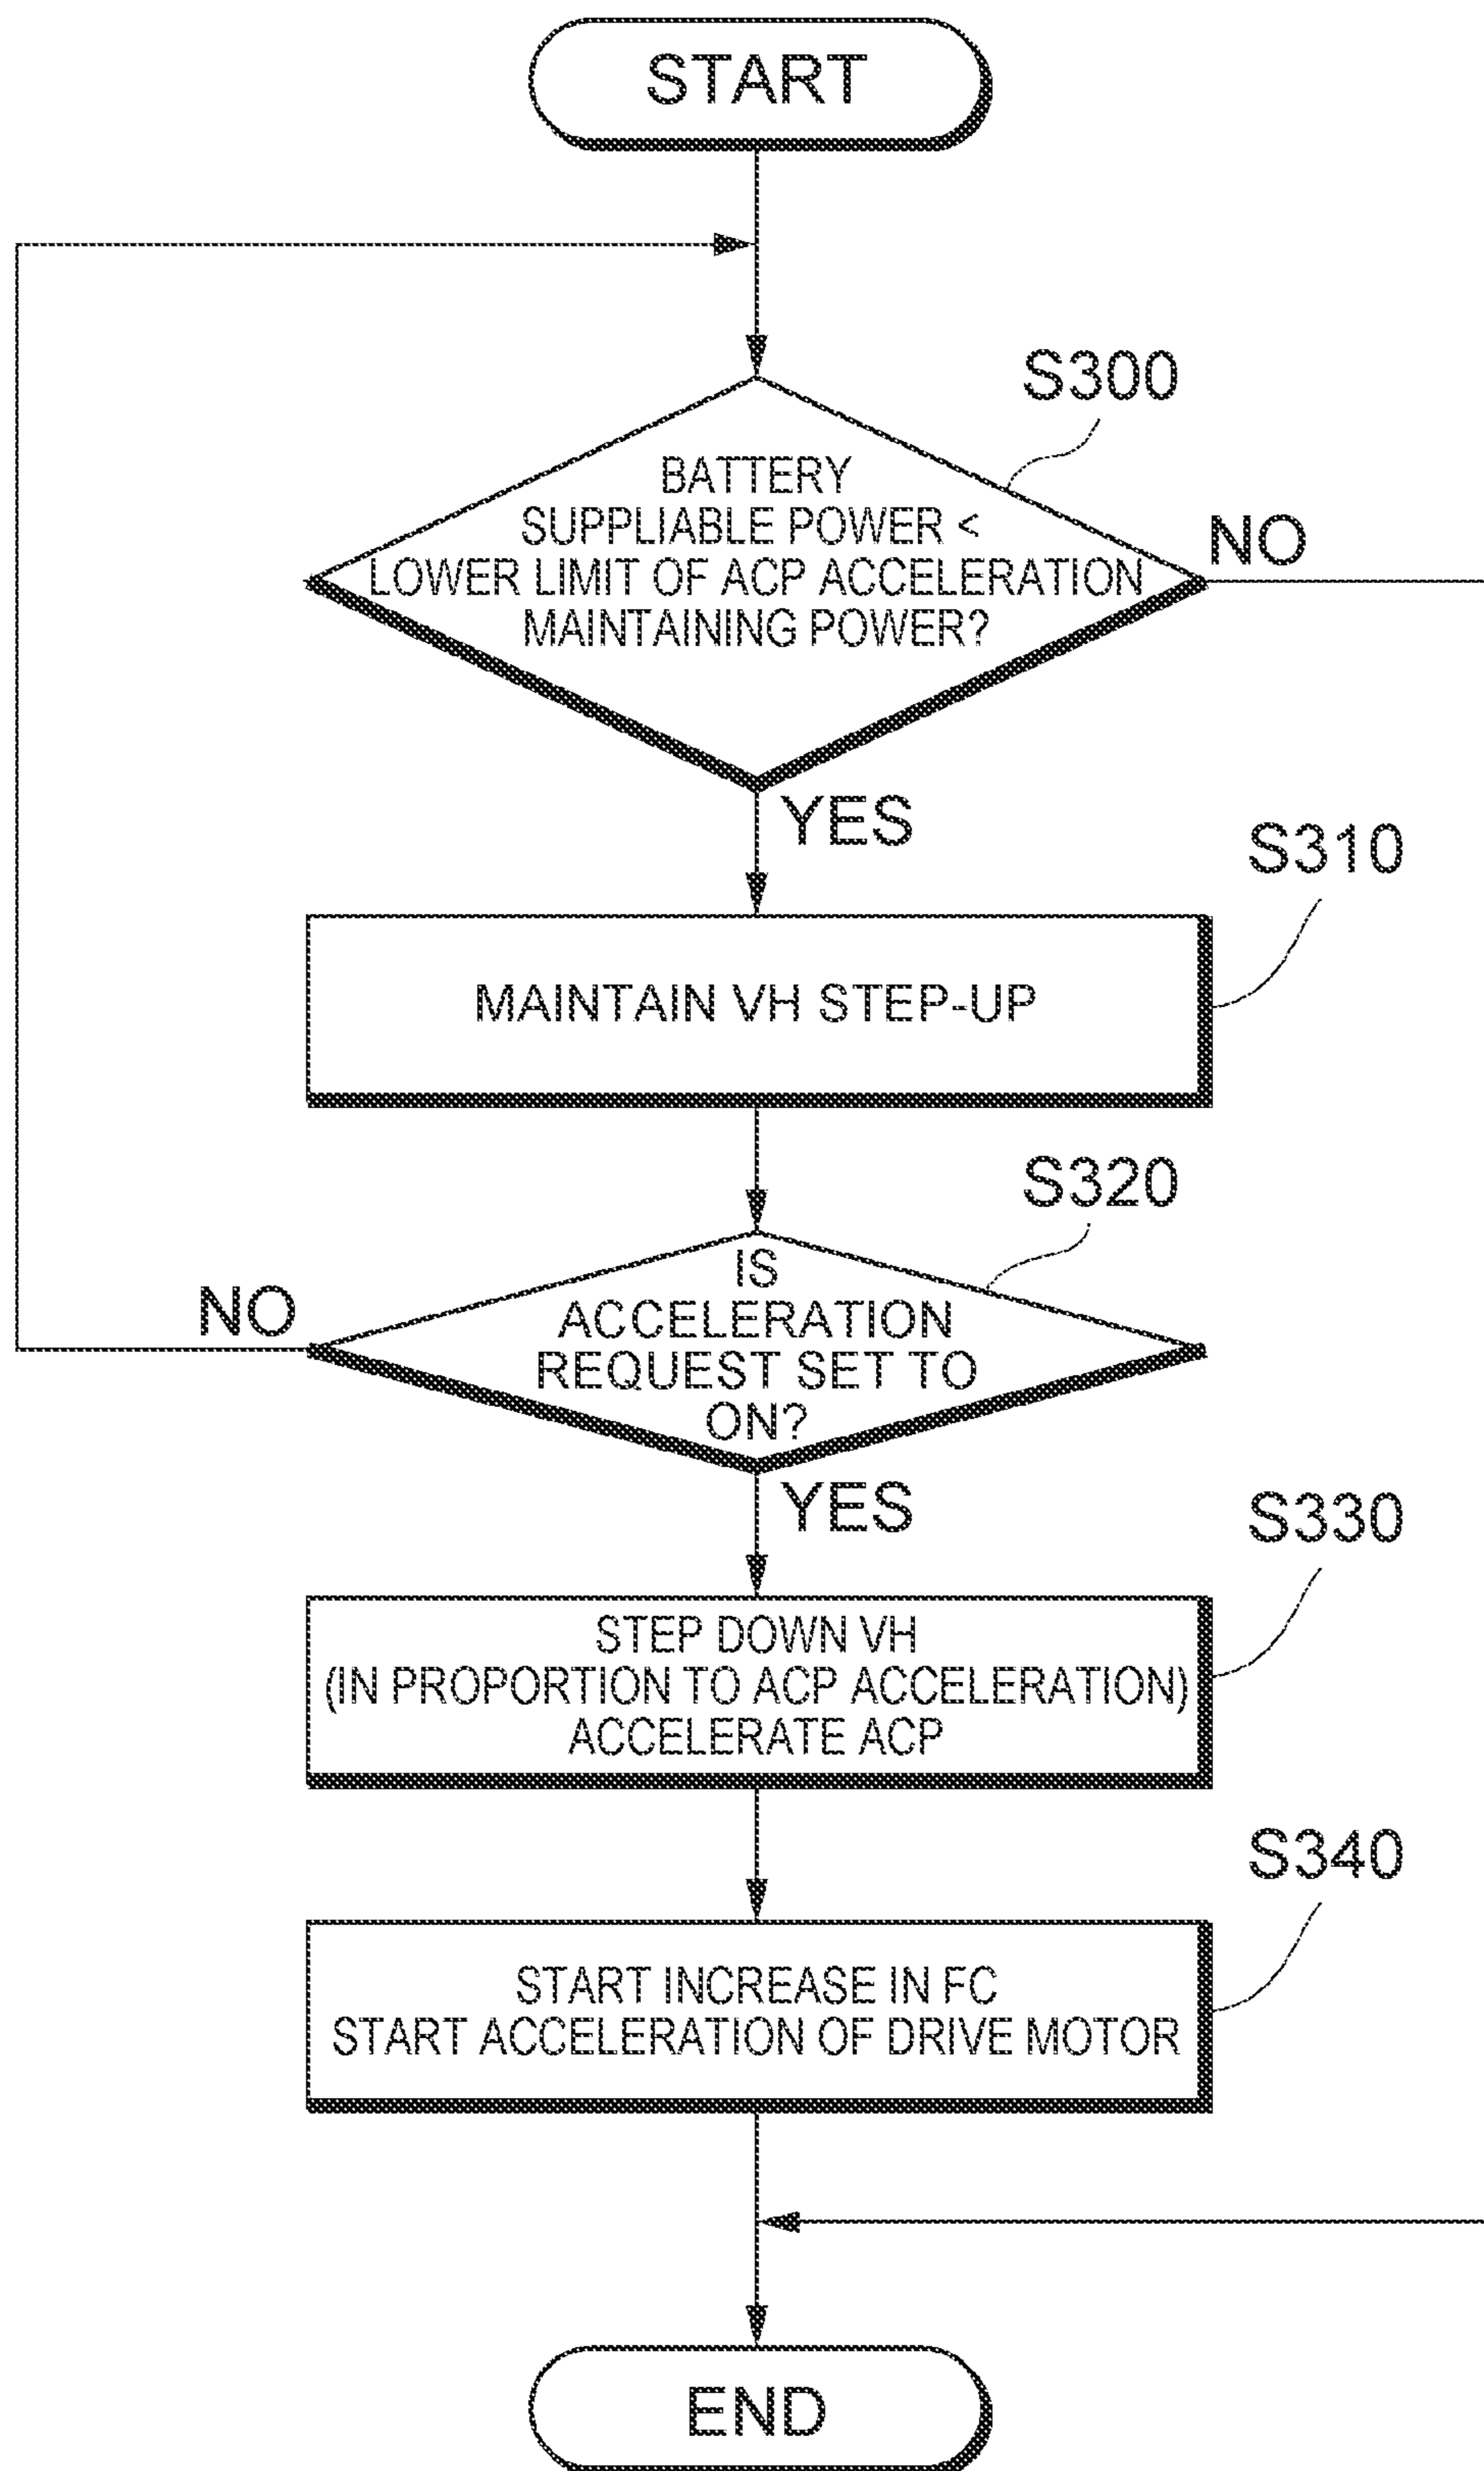 START
S300
BATTERY
SUPPLIABLE POWER <
LOWER LIMIT OF ACP ACCELERATION
MAINTAINING POWER?
NO
YES
S310
MAINTAIN VH STEP-UP
S320
IS
ACCELERATION
REQUEST SET TO
ON?
NO
YES
S330
STEP DOWN VH
(IN PROPORTION TO ACP ACCELERATION)
ACCELERATE ACP
S340
START INCREASE IN FC
START ACCELERATION OF DRIVE MOTOR
END